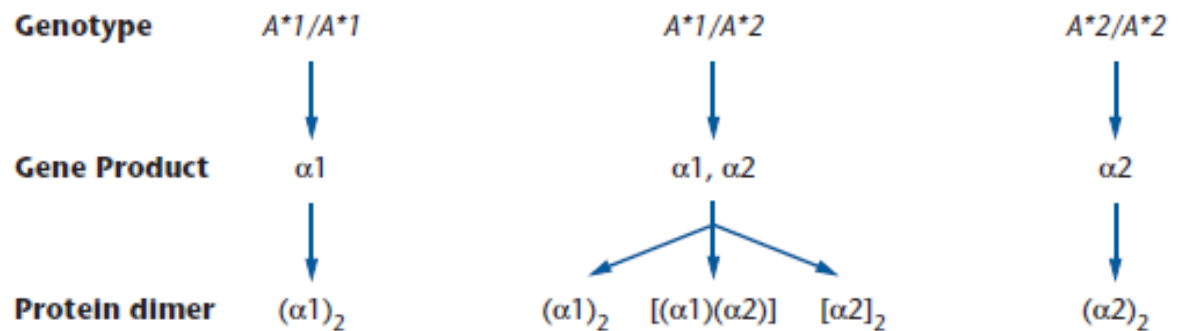 Genotype A*1/A*1 A*1/A*2 A*2/A*2
Gene Product α1 α1, α2 α2
Protein dimer (α1)₂ (α1)₂ [(α1)(α2)] [α2]₂ (α2)₂